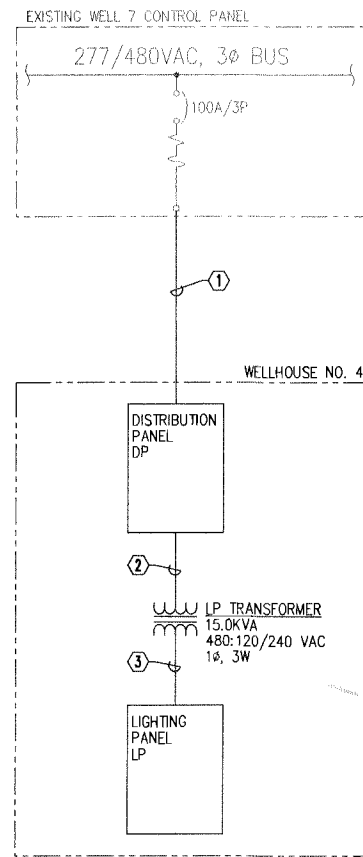 EXISTING WELL 7 CONTROL PANEL
277/480VAC, 3ø BUS
100A/3P
1
WELLHOUSE NO. 4
DISTRIBUTION
PANEL
DP
2
LP TRANSFORMER
15.0KVA
480:120/240 VAC
1ø, 3W
3
LIGHTING
PANEL
LP